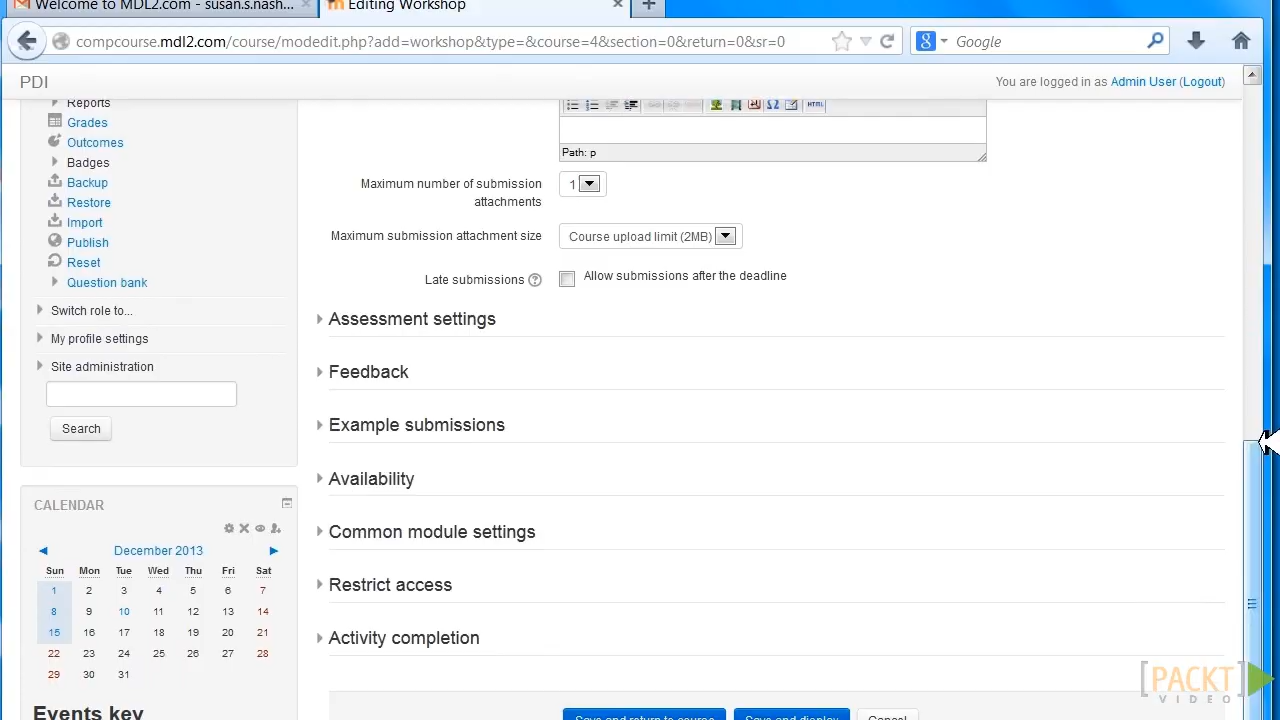 Welcome to MDL2.com - susan.s.nash...
Editing Workshop
compcourse.mdl2.com/course/modedit.php?add=workshop&type=&course=4&section=0&return=0&sr=0
Google
PDI
You are logged in as Admin User (Logout)
Reports
Grades
Outcomes
Badges
Backup
Restore
Import
Publish
Reset
Question bank
Switch role to...
My profile settings
Site administration
Search
HTML
Path: p
Maximum number of submission
attachments
1
Maximum submission attachment size
Course upload limit (2MB)
Late submissions
Allow submissions after the deadline
Assessment settings
Feedback
Example submissions
Availability
Common module settings
Restrict access
Activity completion
Save and return to course
Save and display
Cancel
CALENDAR
December 2013
Sun Mon Tue Wed Thu Fri Sat
1 2 3 4 5 6 7
8 9 10 11 12 13 14
15 16 17 18 19 20 21
22 23 24 25 26 27 28
29 30 31
Events key
[PACKT]
VIDEO